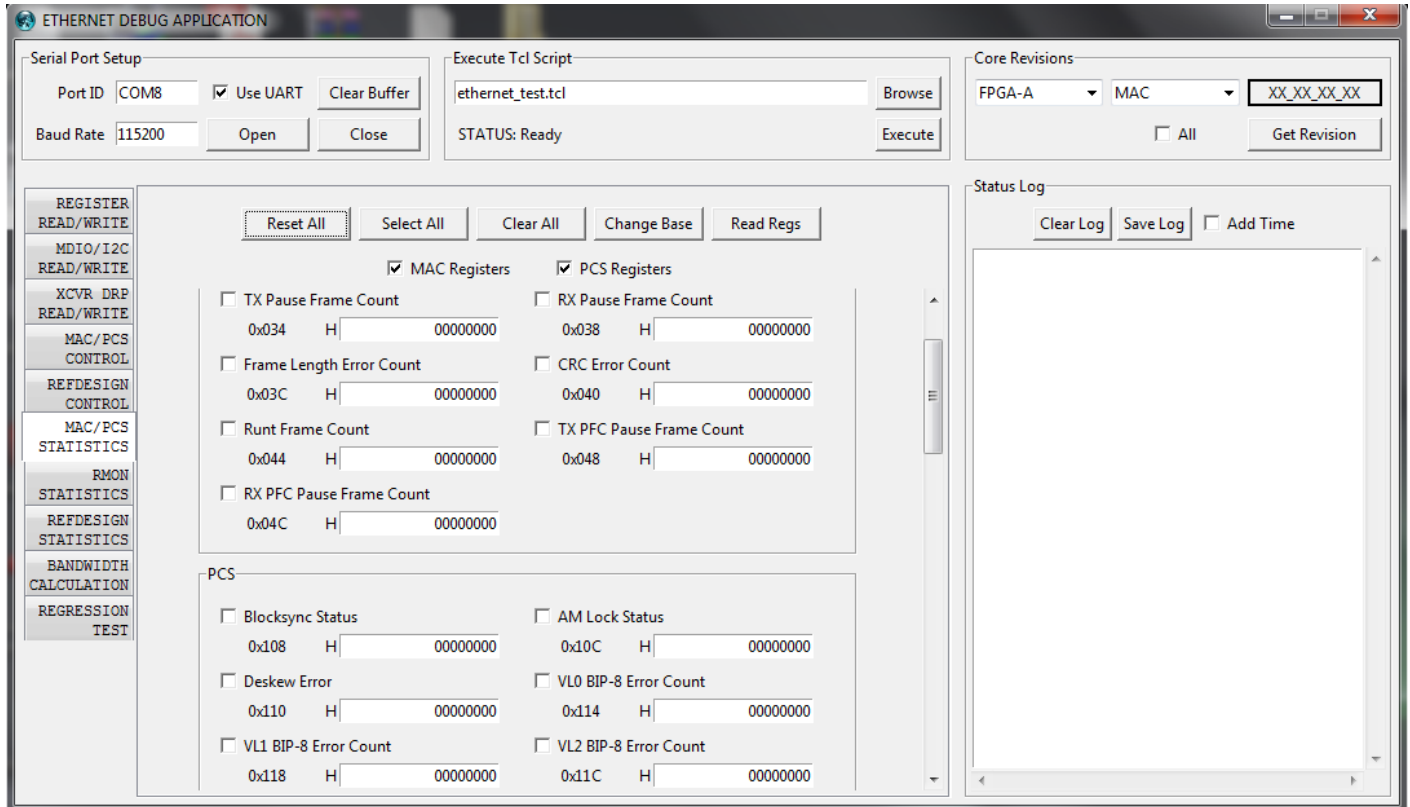 ETHERNET DEBUG APPLICATION
Serial Port Setup
Port ID COM8 Use UART Clear Buffer
Baud Rate 115200 Open Close
Execute Tcl Script
ethernet_test.tcl Browse
STATUS: Ready Execute
Core Revisions
FPGA-A MAC XX_XX_XX_XX
All Get Revision
REGISTER
READ/WRITE
MDIO/I2C
READ/WRITE
XCVR DRP
READ/WRITE
MAC/PCS
CONTROL
REFDESIGN
CONTROL
MAC/PCS
STATISTICS
RMON
STATISTICS
REFDESIGN
STATISTICS
BANDWIDTH
CALCULATION
REGRESSION
TEST
Reset All Select All Clear All Change Base Read Regs
MAC Registers PCS Registers
TX Pause Frame Count RX Pause Frame Count
0x034 H 00000000 0x038 H 00000000
Frame Length Error Count CRC Error Count
0x03C H 00000000 0x040 H 00000000
Runt Frame Count TX PFC Pause Frame Count
0x044 H 00000000 0x048 H 00000000
RX PFC Pause Frame Count
0x04C H 00000000
PCS
Blocksync Status AM Lock Status
0x108 H 00000000 0x10C H 00000000
Deskew Error VL0 BIP-8 Error Count
0x110 H 00000000 0x114 H 00000000
VL1 BIP-8 Error Count VL2 BIP-8 Error Count
0x118 H 00000000 0x11C H 00000000
Status Log
Clear Log Save Log Add Time